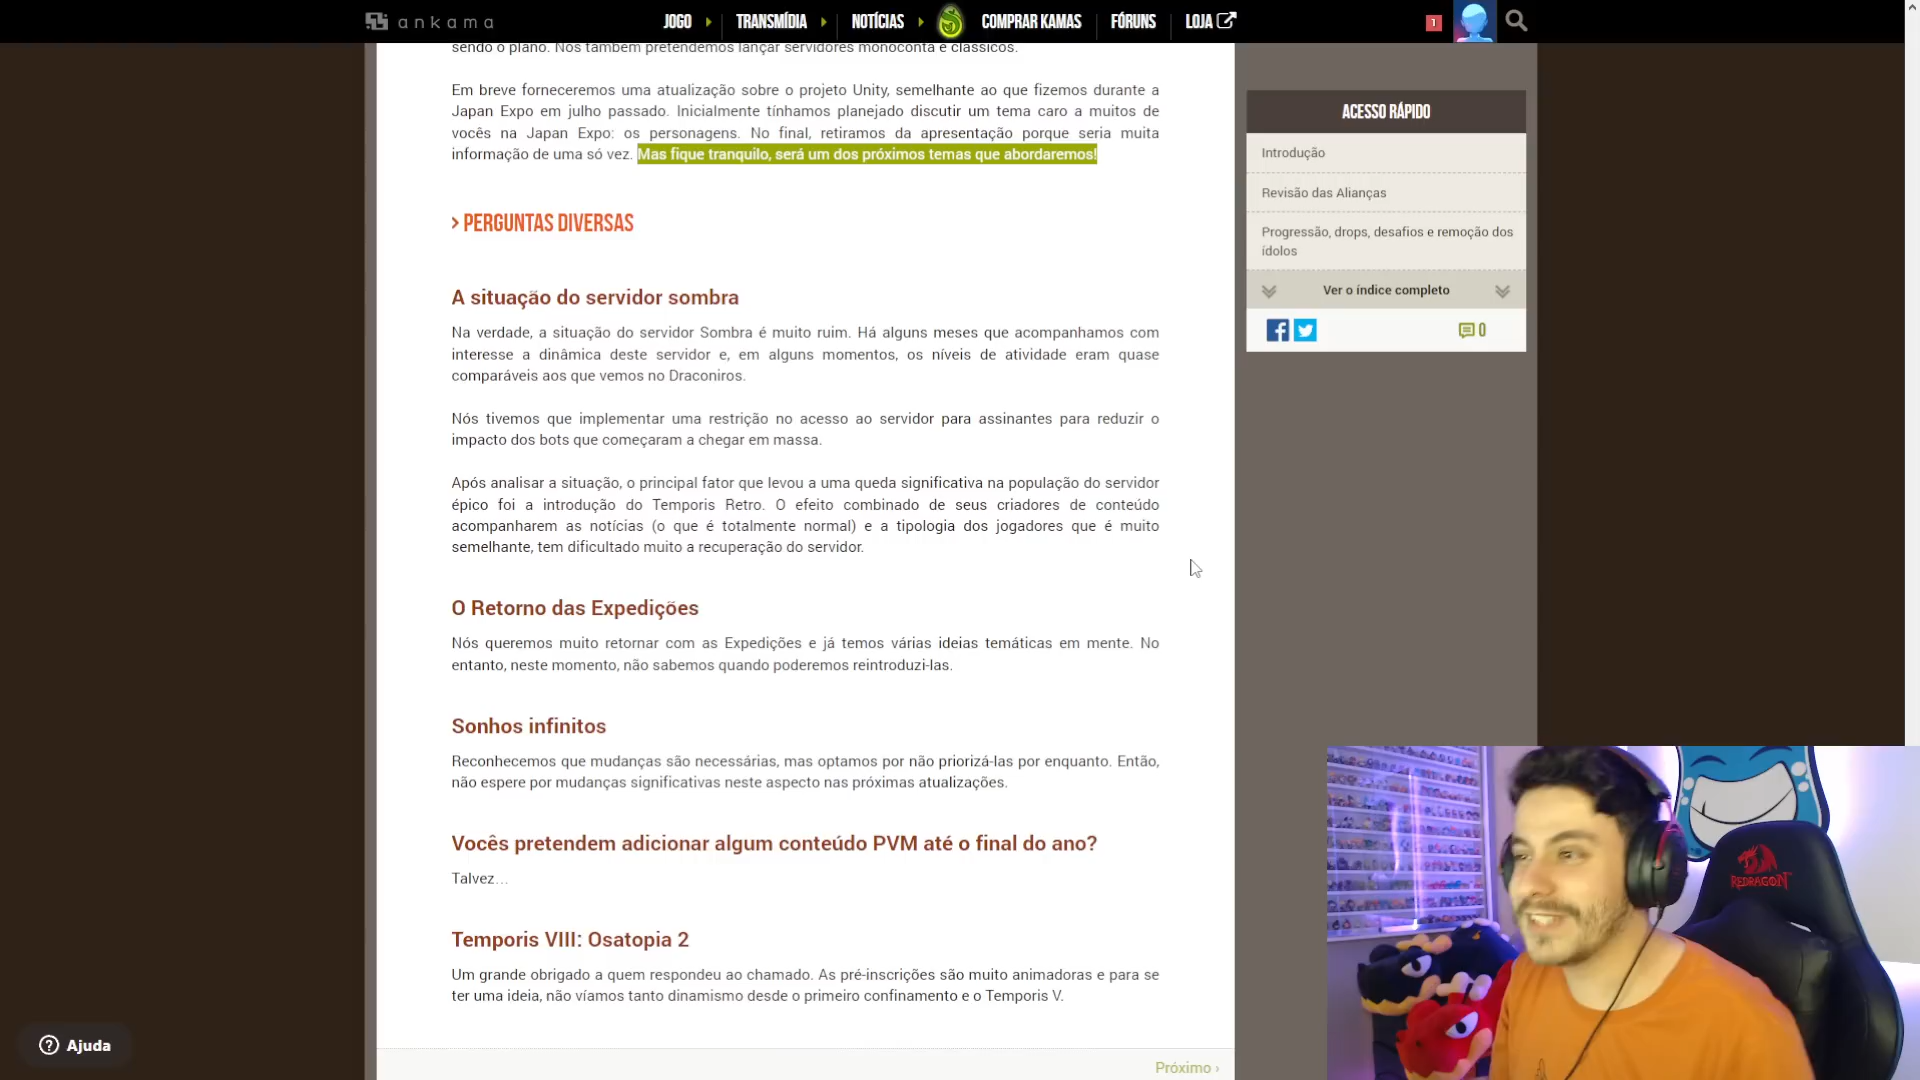 ankama
JOGO
TRANSMÍDIA
NOTÍCIAS
COMPRAR KAMAS
FÓRUNS
LOJA
1
sendo o plano. Nós também pretendemos lançar servidores monoconta e clássicos.
Em breve forneceremos uma atualização sobre o projeto Unity, semelhante ao que fizemos durante a
Japan Expo em julho passado. Inicialmente tínhamos planejado discutir um tema caro a muitos de
vocês na Japan Expo: os personagens. No final, retiramos da apresentação porque seria muita
informação de uma só vez. Mas fique tranquilo, será um dos próximos temas que abordaremos!
> PERGUNTAS DIVERSAS
A situação do servidor sombra
Na verdade, a situação do servidor Sombra é muito ruim. Há alguns meses que acompanhamos com
interesse a dinâmica deste servidor e, em alguns momentos, os níveis de atividade eram quase
comparáveis aos que vemos no Draconiros.
Nós tivemos que implementar uma restrição no acesso ao servidor para assinantes para reduzir o
impacto dos bots que começaram a chegar em massa.
Após analisar a situação, o principal fator que levou a uma queda significativa na população do servidor
épico foi a introdução do Temporis Retro. O efeito combinado de seus criadores de conteúdo
acompanharem as notícias (o que é totalmente normal) e a tipologia dos jogadores que é muito
semelhante, tem dificultado muito a recuperação do servidor.
O Retorno das Expedições
Nós queremos muito retornar com as Expedições e já temos várias ideias temáticas em mente. No
entanto, neste momento, não sabemos quando poderemos reintroduzi-las.
Sonhos infinitos
Reconhecemos que mudanças são necessárias, mas optamos por não priorizá-las por enquanto. Então,
não espere por mudanças significativas neste aspecto nas próximas atualizações.
Vocês pretendem adicionar algum conteúdo PVM até o final do ano?
Talvez...
Temporis VIII: Osatopia 2
Um grande obrigado a quem respondeu ao chamado. As pré-inscrições são muito animadoras e para se
ter uma ideia, não víamos tanto dinamismo desde o primeiro confinamento e o Temporis V.
Próximo ›
ACESSO RÁPIDO
Introdução
Revisão das Alianças
Progressão, drops, desafios e remoção dos
ídolos
Ver o índice completo
0
Ajuda
REDRAGON